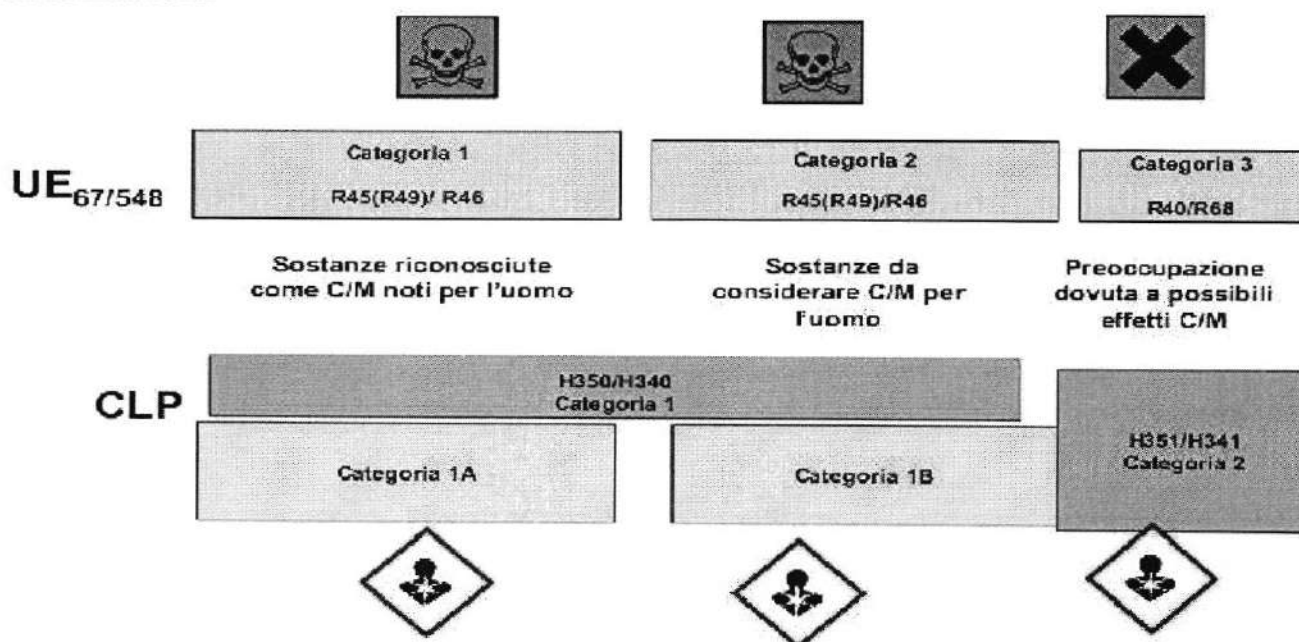 Categoria 1
R45(R49)/ R46
Categoria 2
R45(R49)/R46
Categoria 3
R40/R68
UE67/548
Sostanze riconosciute
come C/M noti per l'uomo
Sostanze da
considerare C/M per
l'uomo
Preoccupazione
dovuta a possibili
effetti C/M
CLP
H350/H340
Categoria 1
Categoria 1A
Categoria 1B
H351/H341
Categoria 2